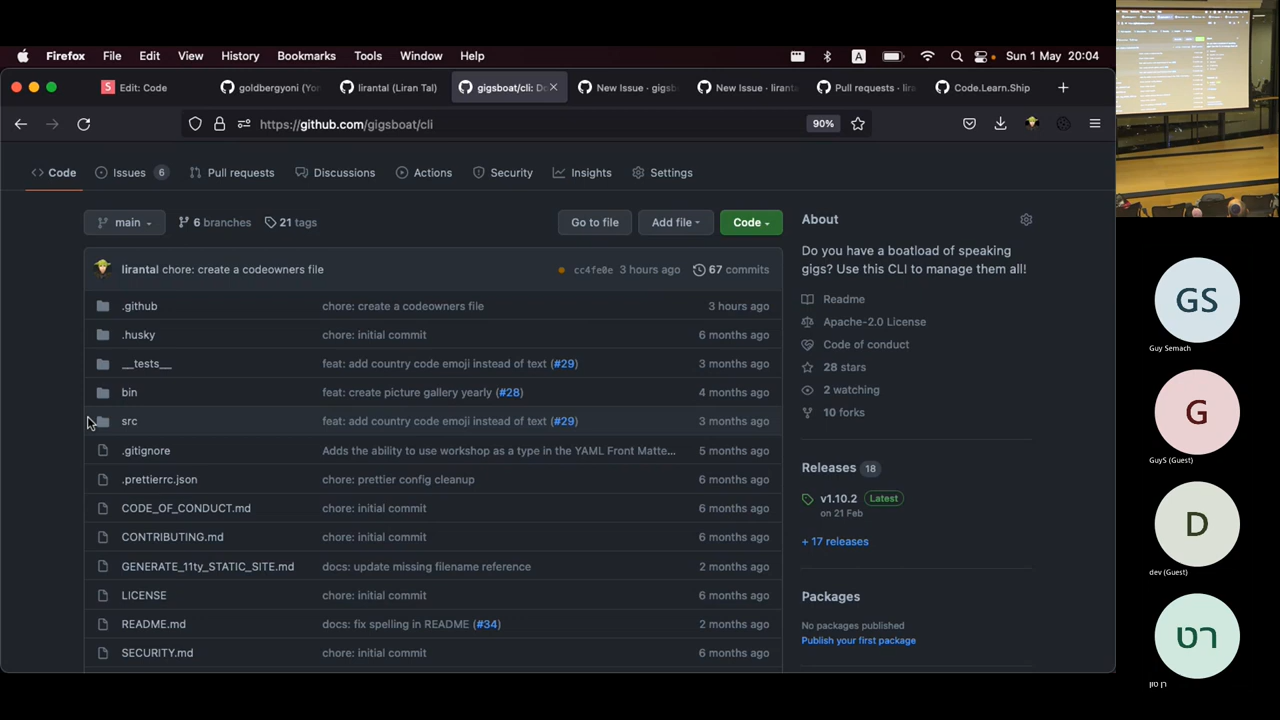 Firefox File Edit View History Bookmarks Tools Window Sun 1 May 20:04
Edit: Code
goldboyoni (Yon
New Issue · gigsb
New Issue
Pull requests · lira
Code.Learn.Ship
https://github.com/gigsboat/cli
90%
Code
Issues 6
Pull requests
Discussions
Actions
Security
Insights
Settings
main
6 branches
21 tags
Go to file
Add file
Code
lirantal chore: create a codeowners file cc4fe0e 3 hours ago 67 commits
.github chore: create a codeowners file 3 hours ago
.husky chore: initial commit 6 months ago
__tests__ feat: add country code emoji instead of text (#29) 3 months ago
bin feat: create picture gallery yearly (#28) 4 months ago
src feat: add country code emoji instead of text (#29) 3 months ago
.gitignore Adds the ability to use workshop as a type in the YAML Front Matte... 5 months ago
.prettierrc.json chore: prettier config cleanup 6 months ago
CODE_OF_CONDUCT.md chore: initial commit 6 months ago
CONTRIBUTING.md chore: initial commit 6 months ago
GENERATE_11ty_STATIC_SITE.md docs: update missing filename reference 2 months ago
LICENSE chore: initial commit 6 months ago
README.md docs: fix spelling in README (#34) 2 months ago
SECURITY.md chore: initial commit 6 months ago
About
Do you have a boatload of speaking
gigs? Use this CLI to manage them all!
Readme
Apache-2.0 License
Code of conduct
28 stars
2 watching
10 forks
Releases 18
v1.10.2 Latest
on 21 Feb
+ 17 releases
Packages
No packages published
Publish your first package
GS
Guy Semach
G
GuyS (Guest)
D
dev (Guest)
רט